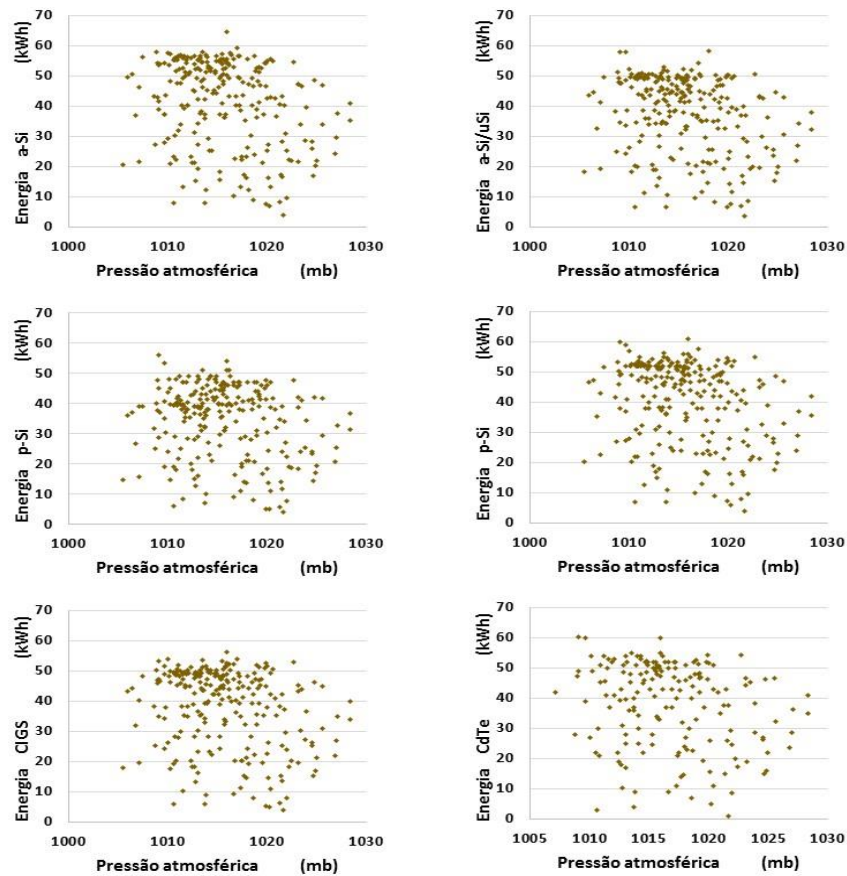 70
60
50
40
30
20
10
0
Energia a-Si (kWh)
1000 1010 1020 1030
Pressão atmosférica (mb)
70
60
50
40
30
20
10
0
Energia a-Si/uSi (kWh)
1000 1010 1020 1030
Pressão atmosférica (mb)
70
60
50
40
30
20
10
0
Energia p-Si (kWh)
1000 1010 1020 1030
Pressão atmosférica (mb)
70
60
50
40
30
20
10
0
Energia p-Si (kWh)
1000 1010 1020 1030
Pressão atmosférica (mb)
70
60
50
40
30
20
10
0
Energia CIGS (kWh)
1000 1010 1020 1030
Pressão atmosférica (mb)
70
60
50
40
30
20
10
0
Energia CdTe (kWh)
1005 1010 1015 1020 1025 1030
Pressão atmosférica (mb)